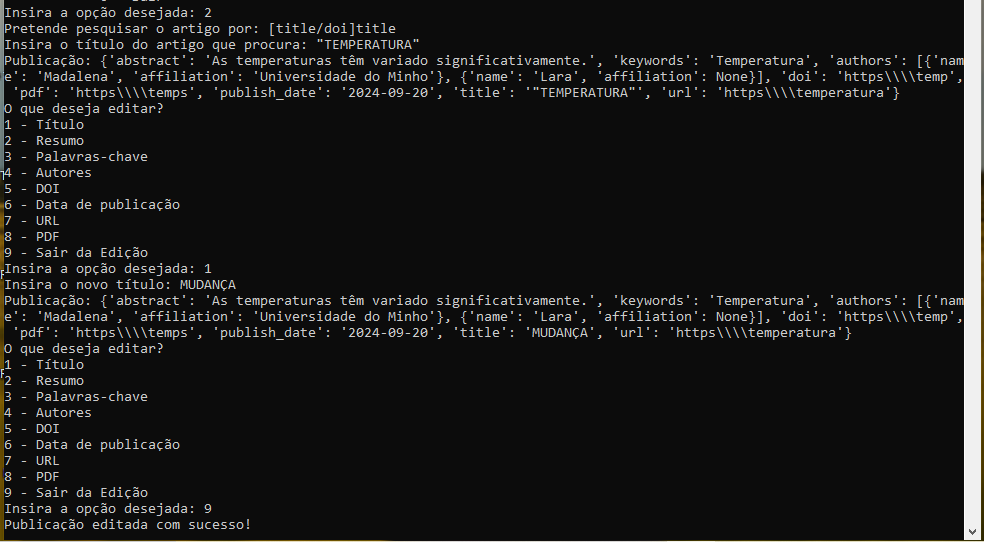 Insira a opção desejada: 2
Pretende pesquisar o artigo por: [title/doi]title
Insira o título do artigo que procura: "TEMPERATURA"
Publicação: {'abstract': 'As temperaturas têm variado significativamente.', 'keywords': 'Temperatura', 'authors': [{'nam
e': 'Madalena', 'affiliation': 'Universidade do Minho'}, {'name': 'Lara', 'affiliation': None}], 'doi': 'https\\\\temp',
'pdf': 'https\\\\temps', 'publish_date': '2024-09-20', 'title': '"TEMPERATURA"', 'url': 'https\\\\temperatura'}
O que deseja editar?
1 - Título
2 - Resumo
3 - Palavras-chave
4 - Autores
5 - DOI
6 - Data de publicação
7 - URL
8 - PDF
9 - Sair da Edição
Insira a opção desejada: 1
Insira o novo título: MUDANÇA
Publicação: {'abstract': 'As temperaturas têm variado significativamente.', 'keywords': 'Temperatura', 'authors': [{'nam
e': 'Madalena', 'affiliation': 'Universidade do Minho'}, {'name': 'Lara', 'affiliation': None}], 'doi': 'https\\\\temp',
'pdf': 'https\\\\temps', 'publish_date': '2024-09-20', 'title': 'MUDANÇA', 'url': 'https\\\\temperatura'}
O que deseja editar?
1 - Título
2 - Resumo
3 - Palavras-chave
4 - Autores
5 - DOI
6 - Data de publicação
7 - URL
8 - PDF
9 - Sair da Edição
Insira a opção desejada: 9
Publicação editada com sucesso!